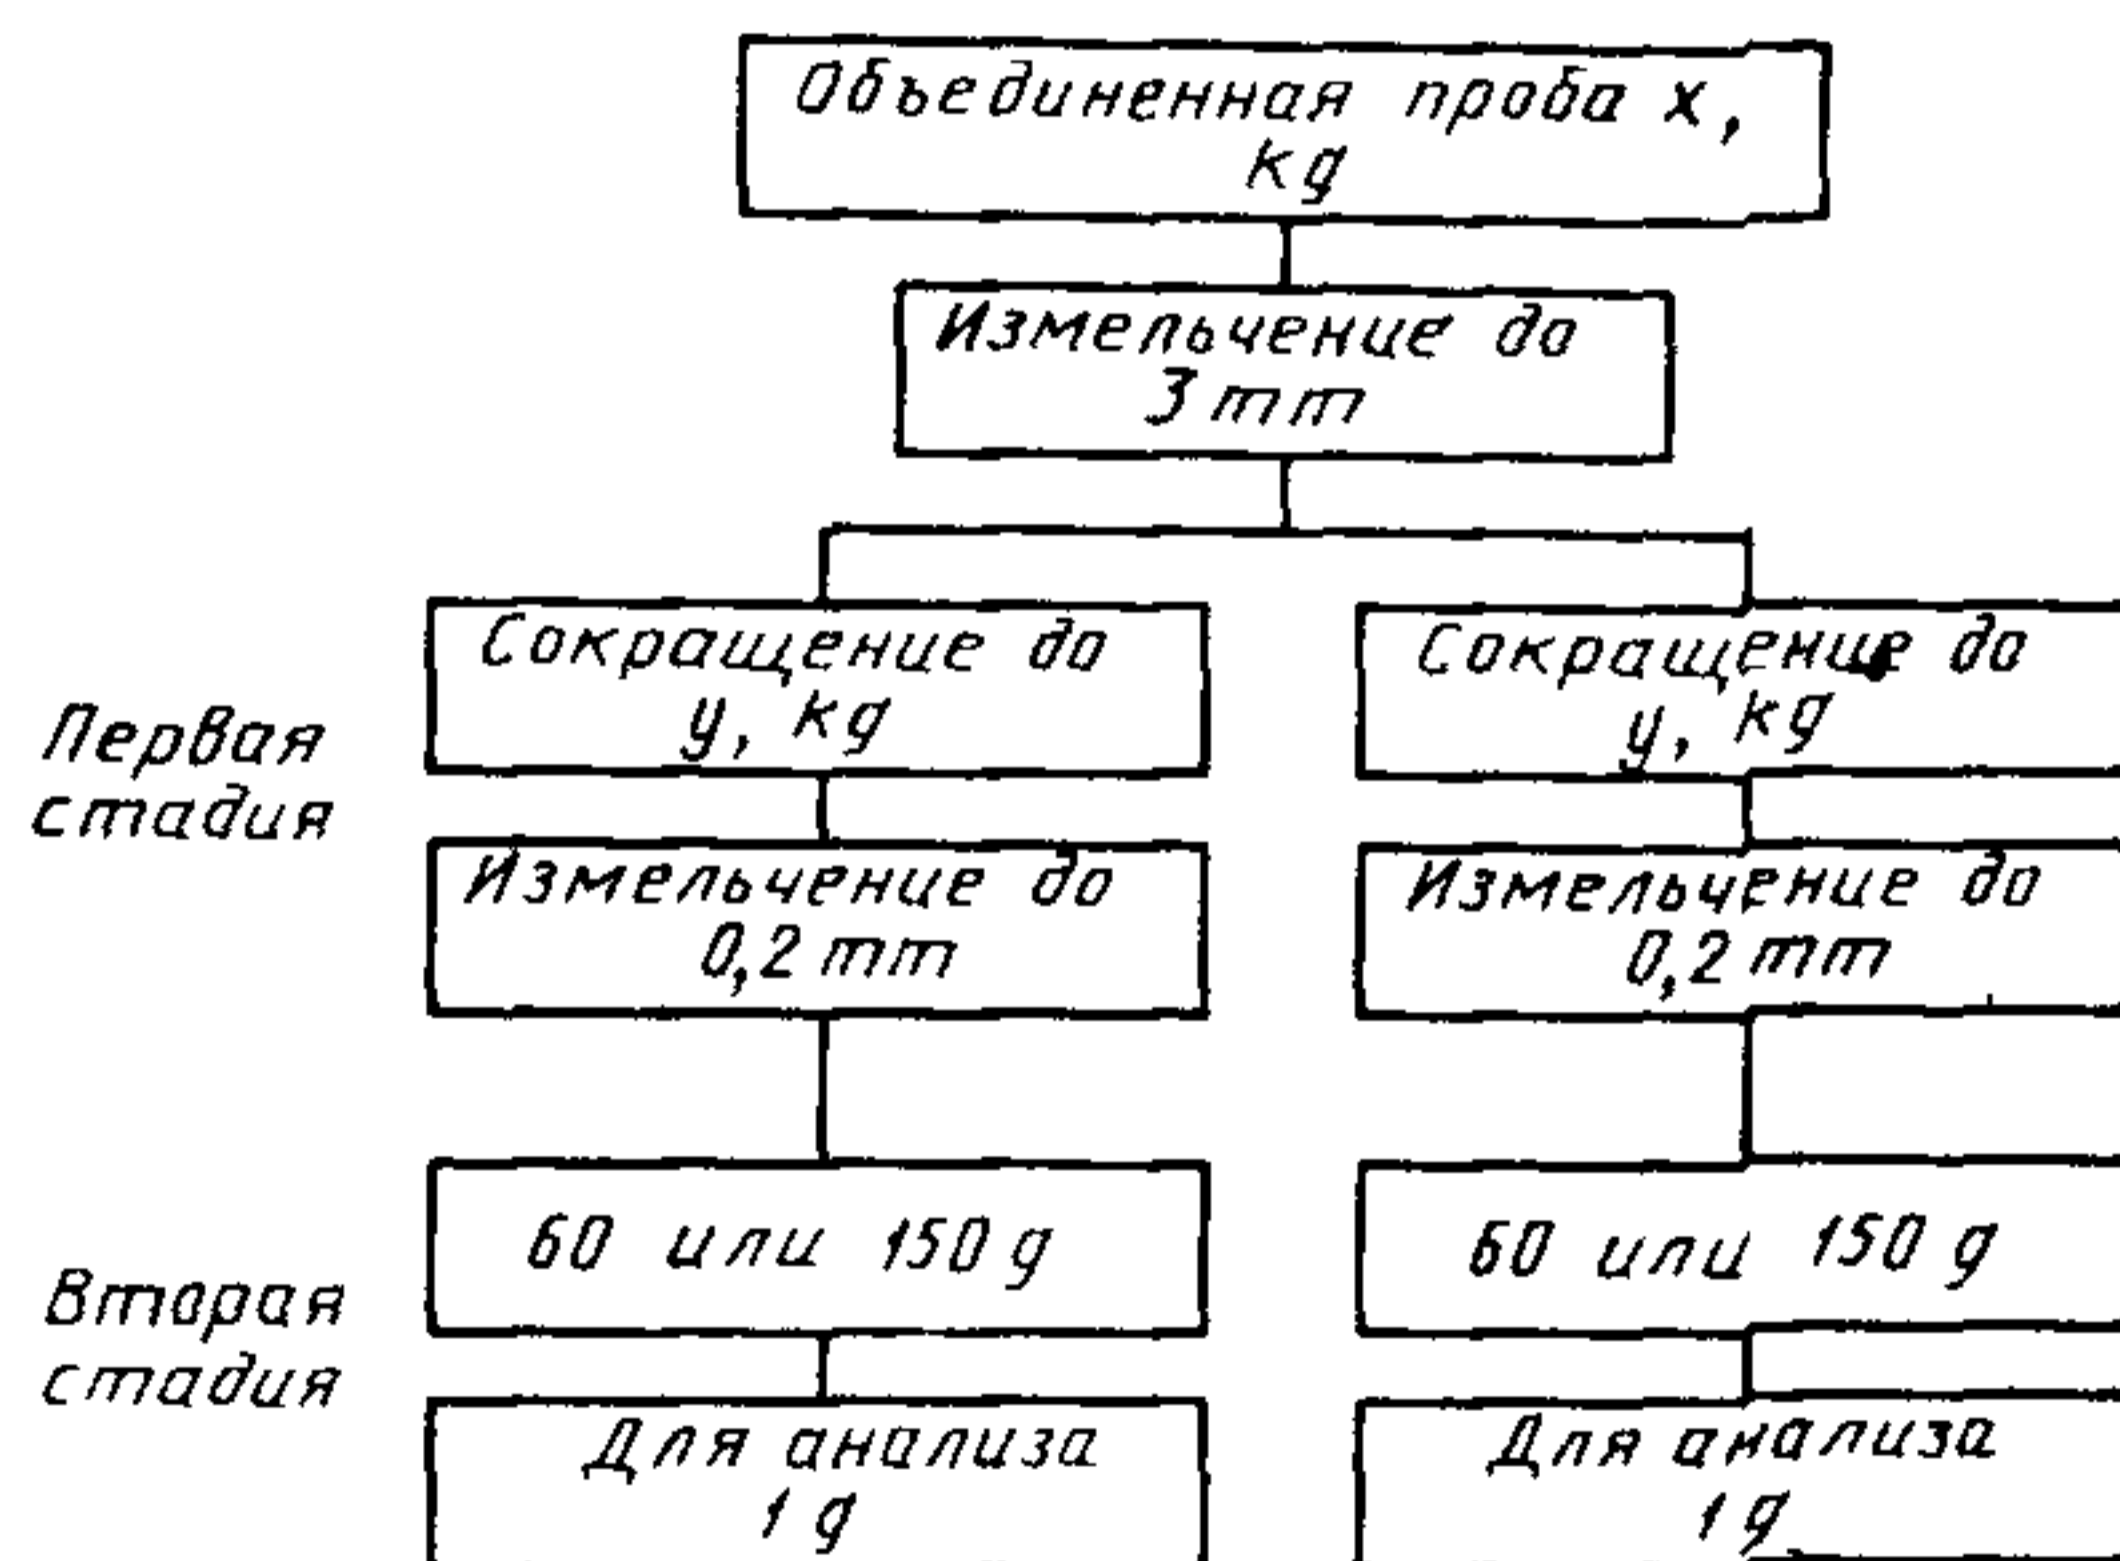 Объединенная проба x,
kg
Измельчение до
3 mm
Сокращение до
y, kg
Сокращение до
y, kg
Первая
стадия
Измельчение до
0,2 mm
Измельчение до
0,2 mm
60 или 150 g
60 или 150 g
Вторая
стадия
Для анализа
1 g
Для анализа
1 g